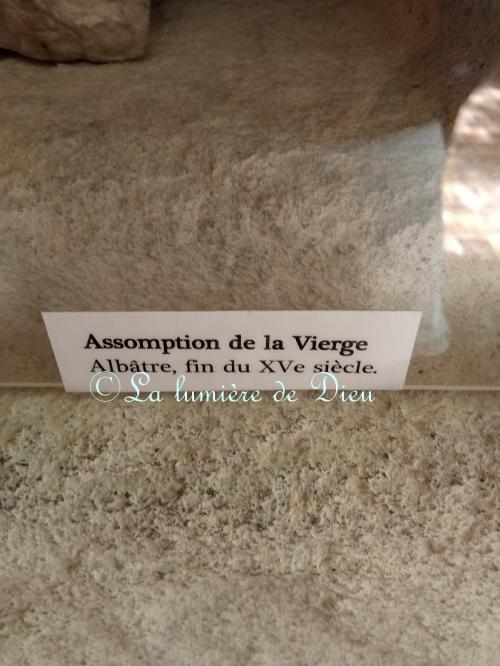 Assomption de la Vierge
Albâtre, fin du XVe siècle.
© La lumière de Dieu